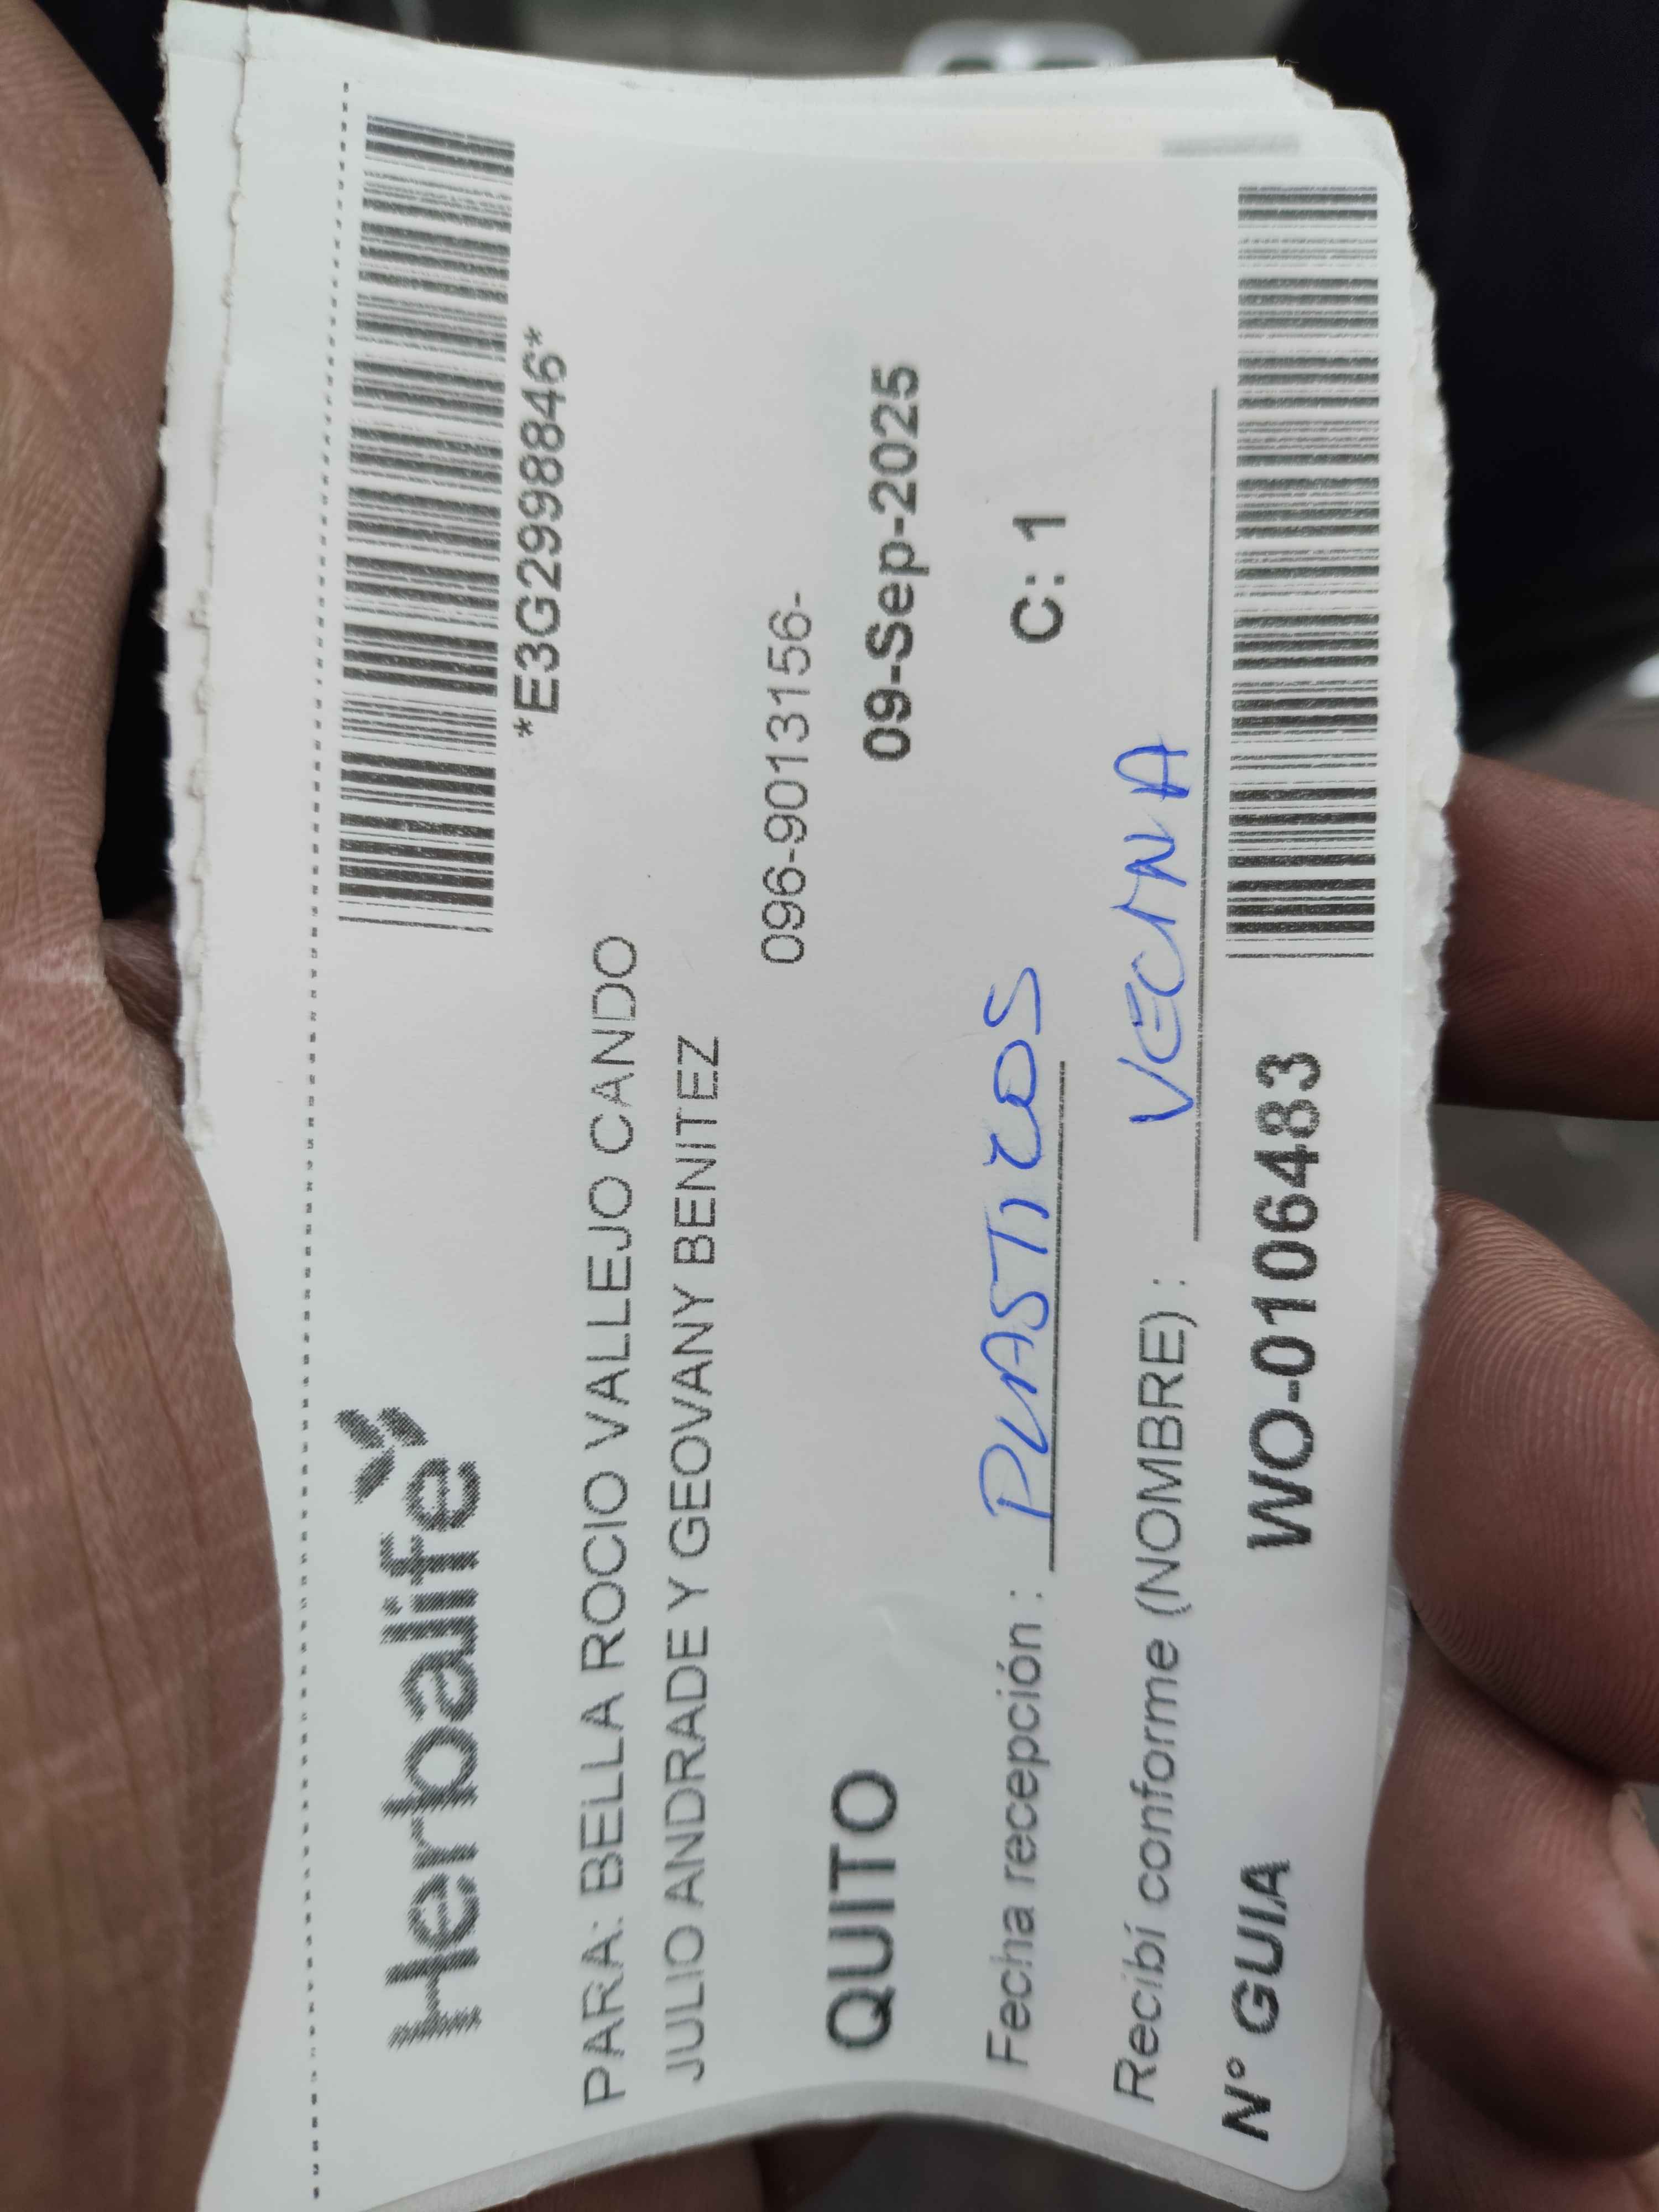 Herbalife
*E3G2998846*
PARA: BELLA ROCIO VALLEJO CANDO
JULIO ANDRADE Y GEOVANY BENITEZ
096-9013156-
QUITO
09-Sep-2025
Fecha recepción : PLASTICOS
C: 1
Recibí conforme (NOMBRE) : VECINA
N° GUIA WO-0106483